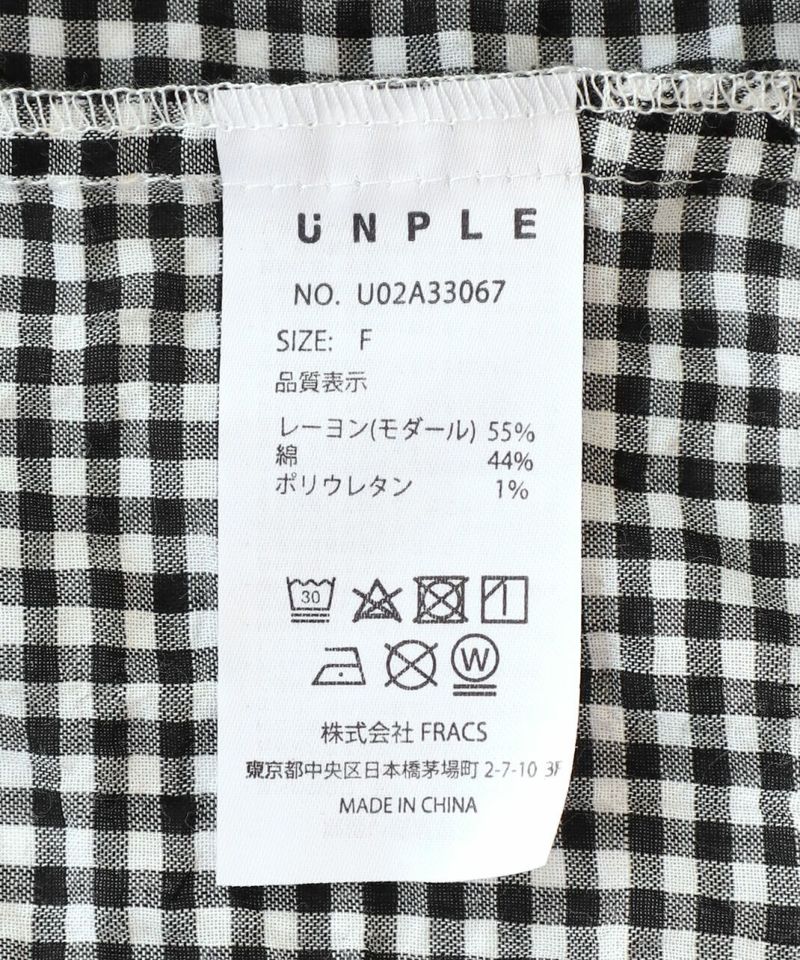 UNPLE
NO. U02A33067
SIZE: F
品質表示
レーヨン(モダール) 55%
綿 44%
ポリウレタン 1%
30
W
株式会社 FRACS
東京都中央区日本橋茅場町 2-7-10 3F
MADE IN CHINA